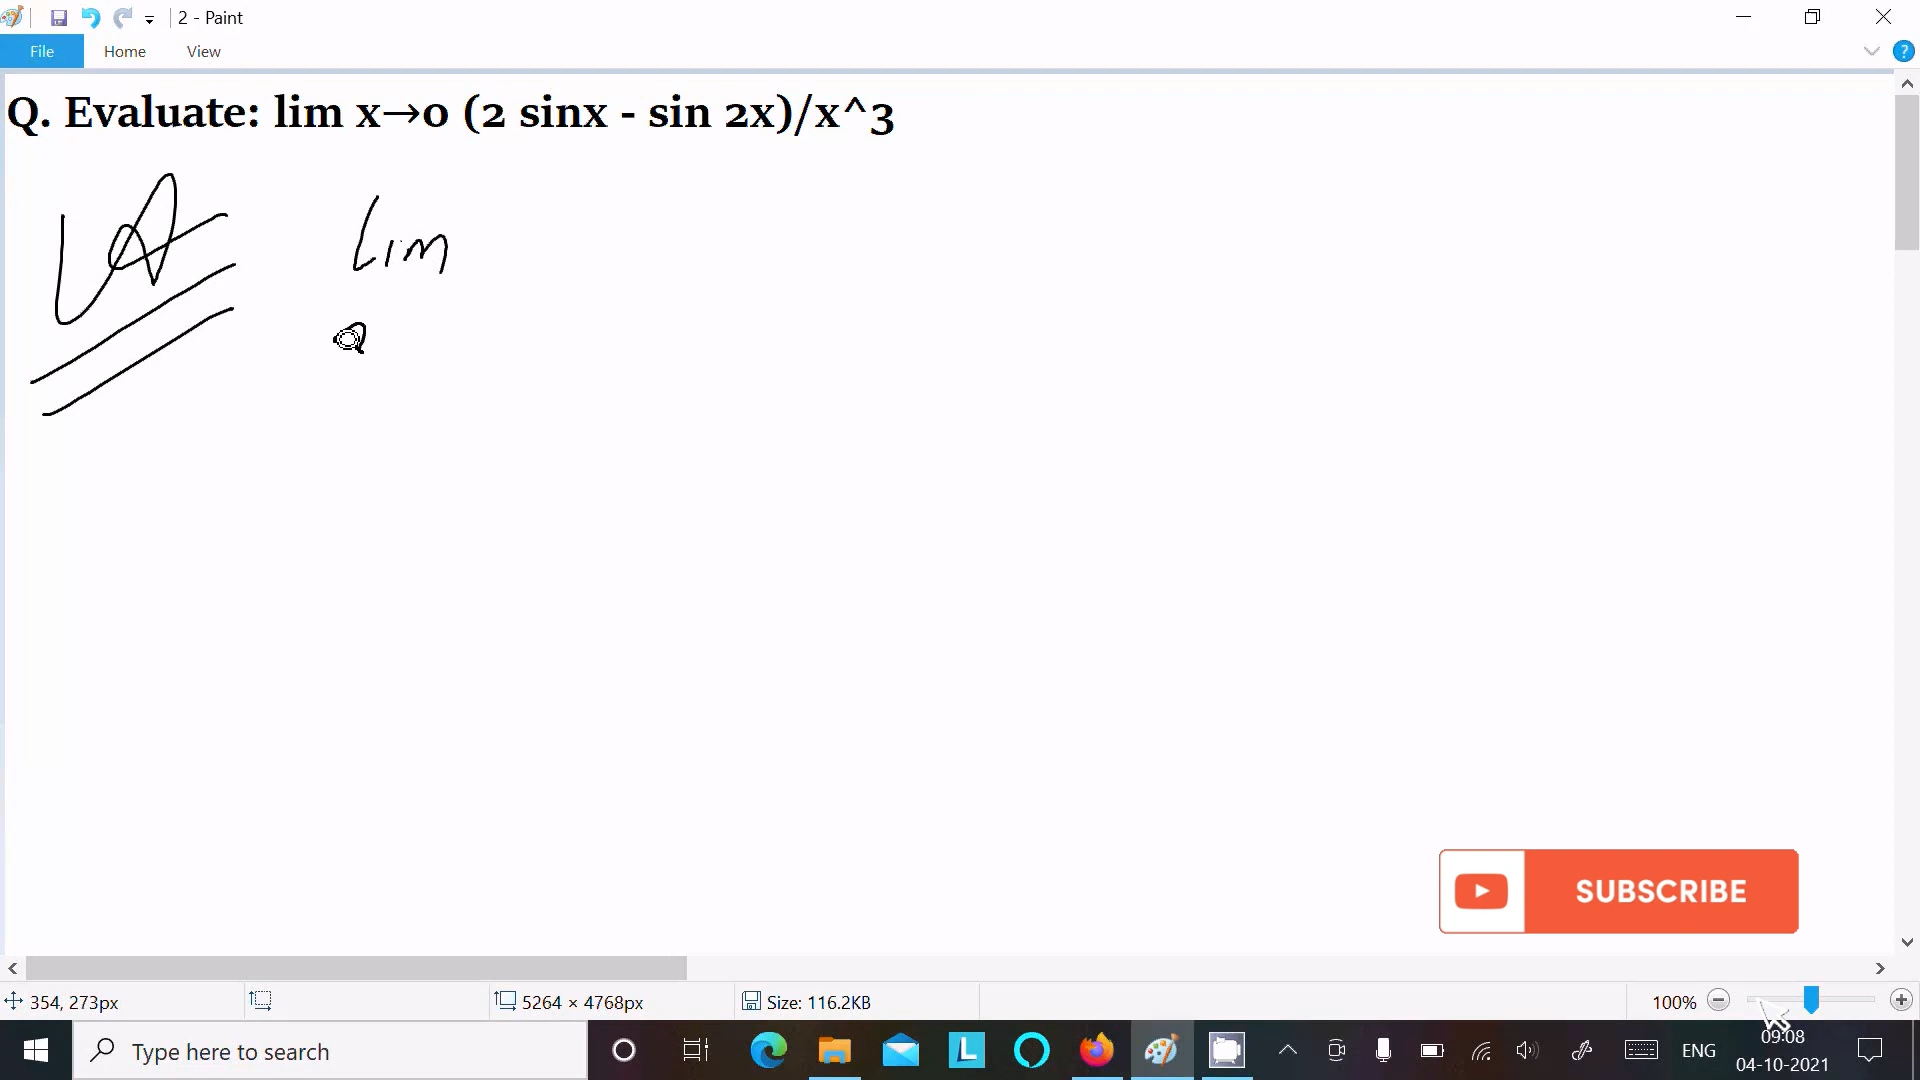 2 - Paint
File Home View
Q. Evaluate: lim x→0 (2 sinx - sin 2x)/x^3
Lim
SUBSCRIBE
354, 273px 5264 × 4768px Size: 116.2KB 100%
Type here to search
L
ENG
09:08
04-10-2021